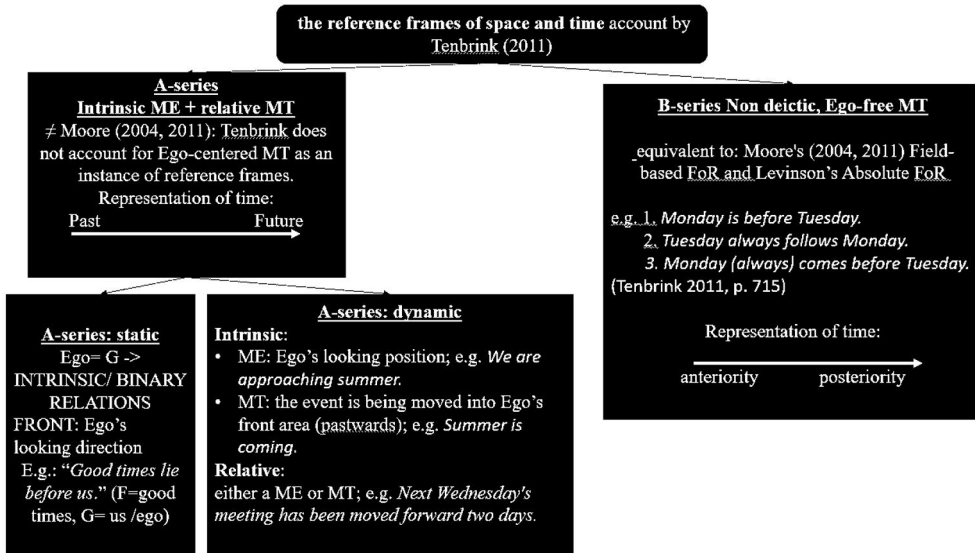 the reference frames of space and time account by
Tenbrink (2011)
A-series
Intrinsic ME + relative MT
≠ Moore (2004, 2011): Tenbrink does
not account for Ego-centered MT as an
instance of reference frames.
Representation of time:
Past Future
B-series Non deictic, Ego-free MT
equivalent to: Moore's (2004, 2011) Field-
based FoR and Levinson's Absolute FoR
e.g. 1. Monday is before Tuesday.
2. Tuesday always follows Monday.
3. Monday (always) comes before Tuesday.
(Tenbrink 2011, p. 715)
Representation of time:
anteriority posteriority
A-series: static
Ego= G ->
INTRINSIC/ BINARY
RELATIONS
FRONT: Ego's
looking direction
E.g.: “Good times lie
before us.” (F=good
times, G= us /ego)
A-series: dynamic
Intrinsic:
• ME: Ego's looking position; e.g. We are
approaching summer.
• MT: the event is being moved into Ego's
front area (pastwards); e.g. Summer is
coming.
Relative:
either a ME or MT; e.g. Next Wednesday's
meeting has been moved forward two days.